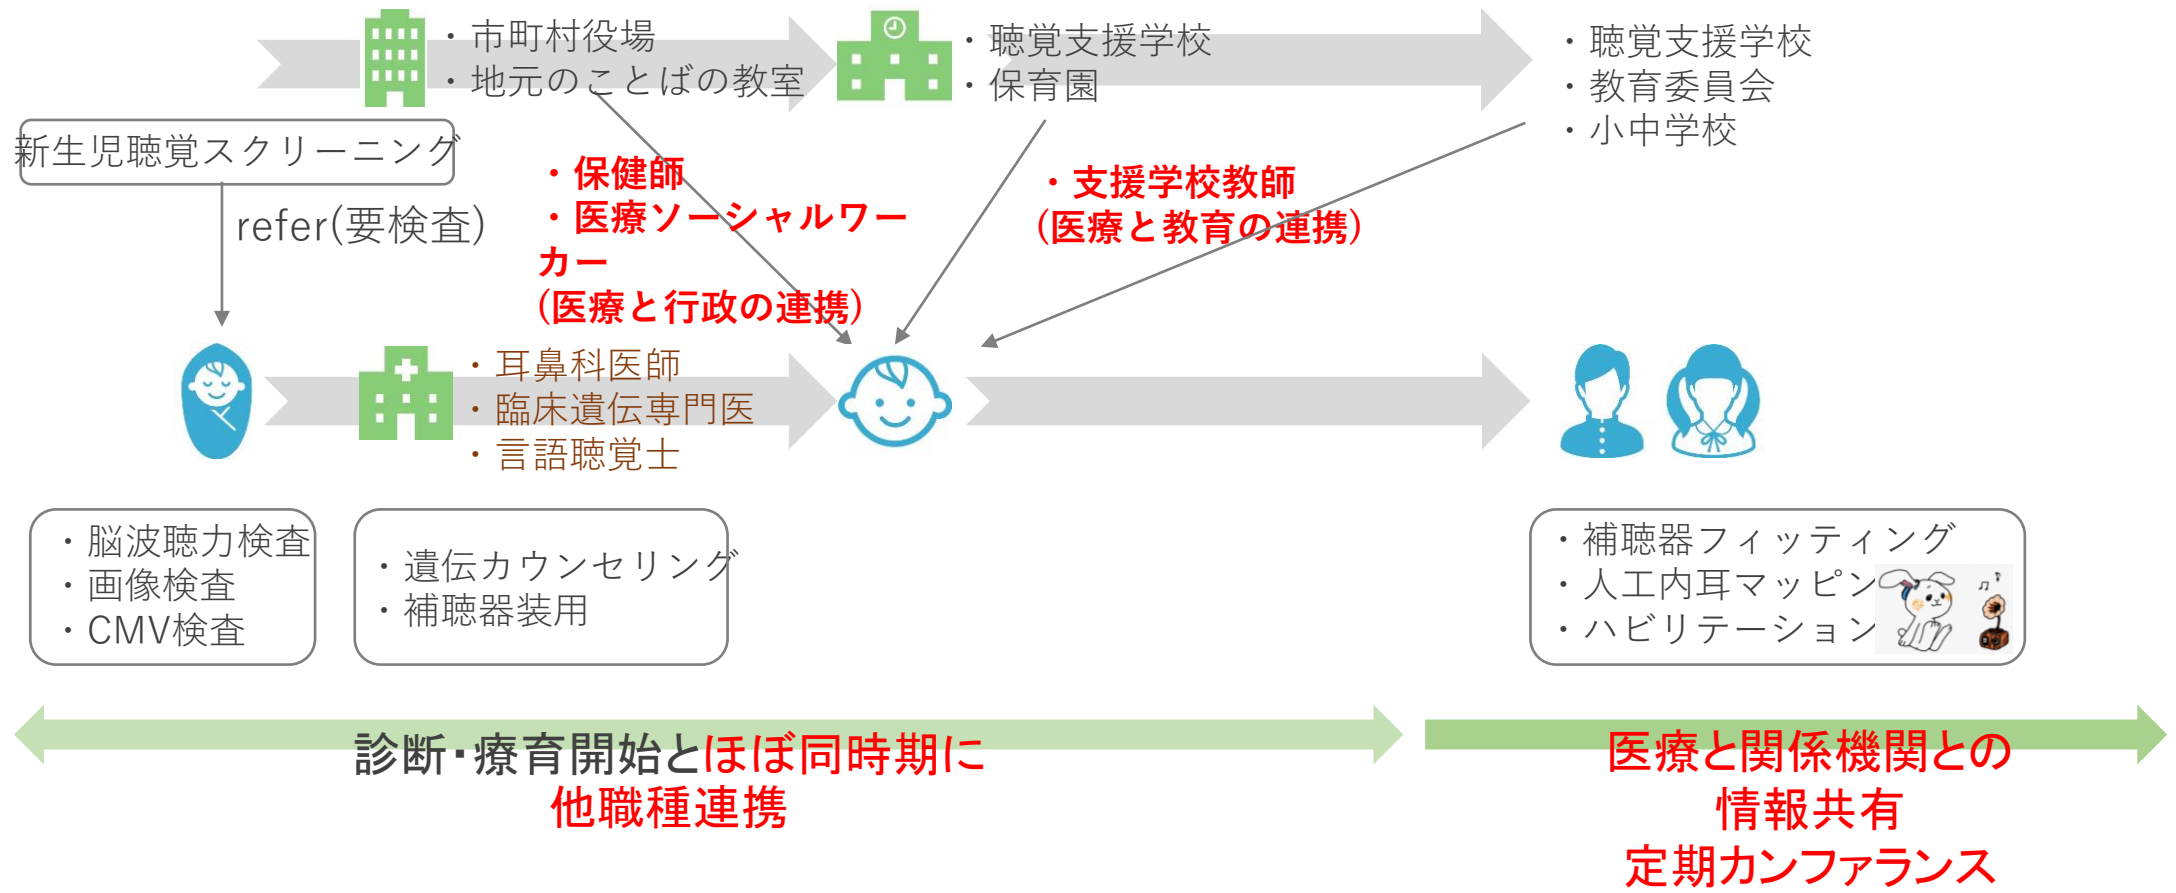 ・市町村役場
・地元のことばの教室
・聴覚支援学校
・保育園
・聴覚支援学校
・教育委員会
・小中学校
新生児聴覚スクリーニング
refer(要検査)
・保健師
・医療ソーシャルワー
カー
(医療と行政の連携)
・支援学校教師
(医療と教育の連携)
・耳鼻科医師
・臨床遺伝専門医
・言語聴覚士
・脳波聴力検査
・画像検査
・CMV検査
・遺伝カウンセリング
・補聴器装用
・補聴器フィッティング
・人工内耳マッピン
・ハビリテーション
診断・療育開始とほぼ同時期に
他職種連携
医療と関係機関との
情報共有
定期カンファランス